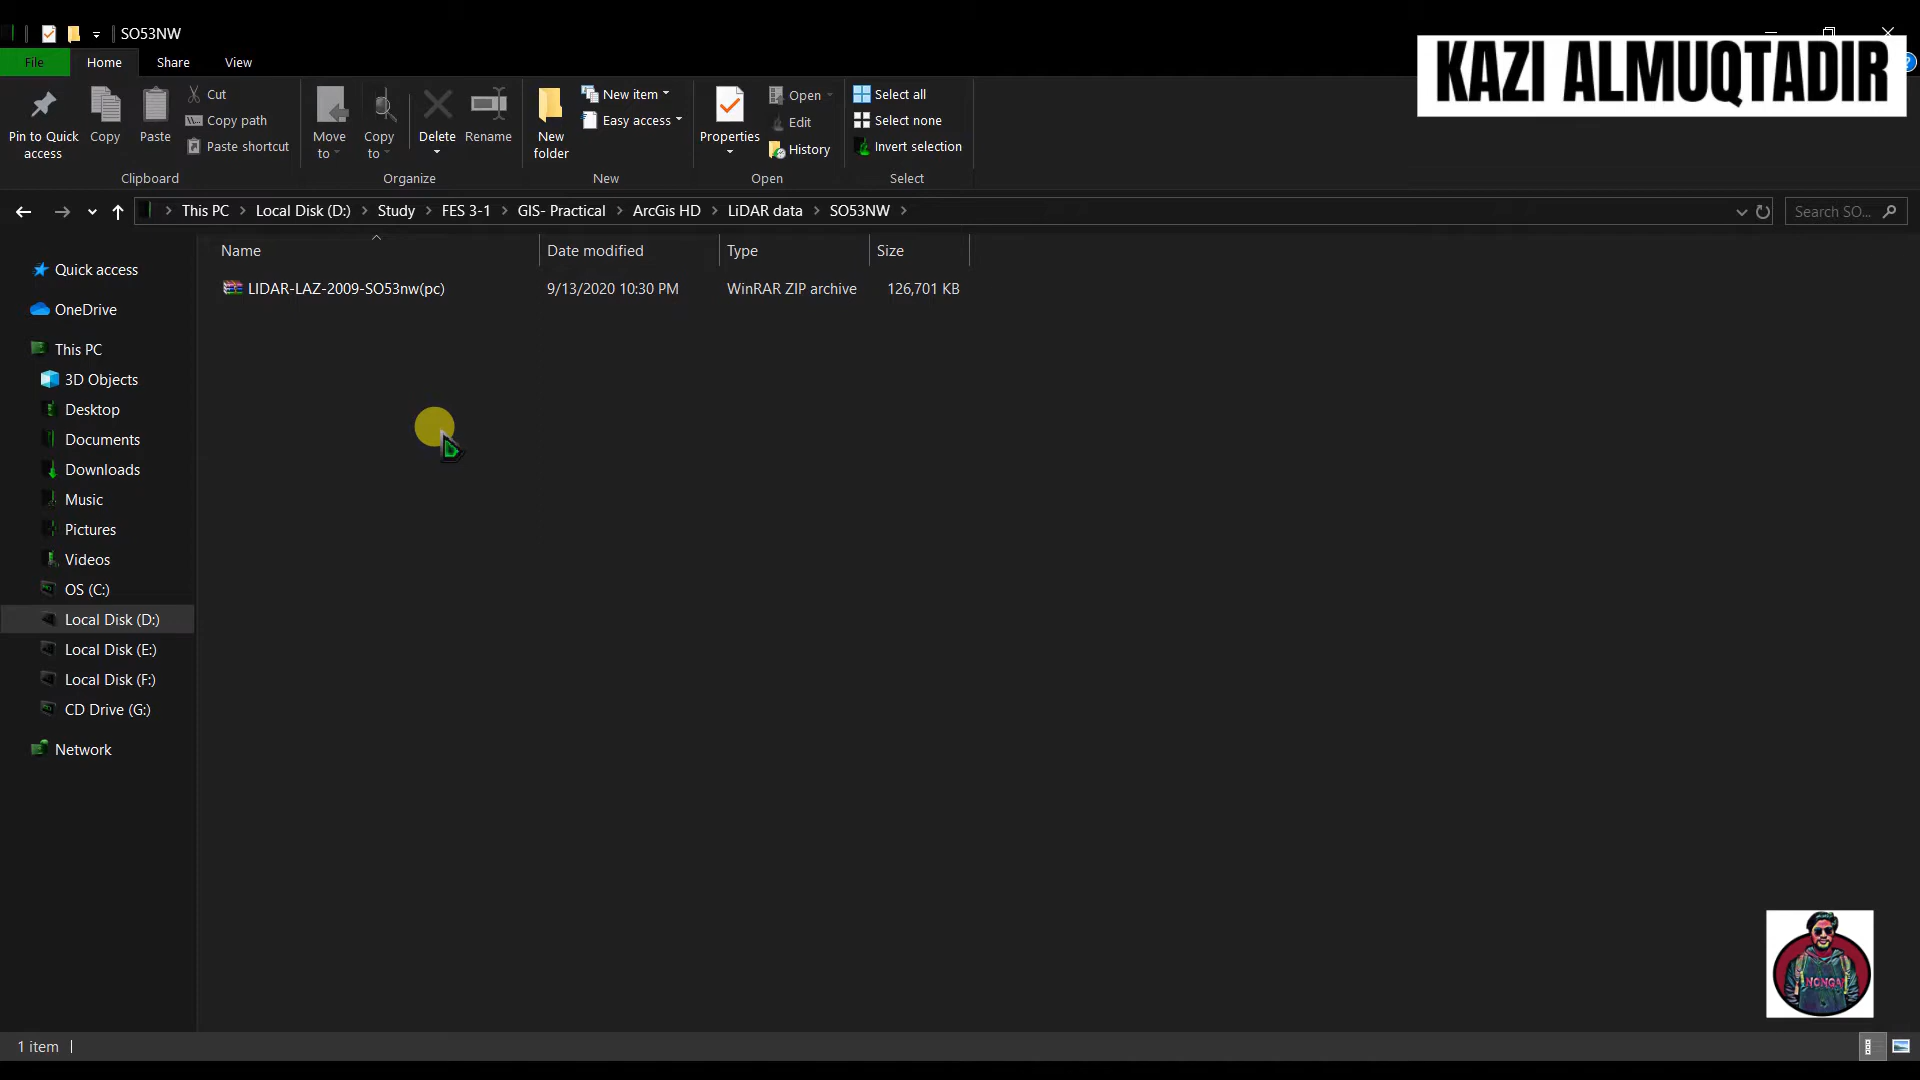 SO53NW
File Home Share View
KAZI ALMUQTADIR
Pin to Quick access
Copy
Paste
Cut
Copy path
Paste shortcut
Clipboard
Move to
Copy to
Delete
Rename
Organize
New folder
New item
Easy access
New
Properties
Open
Edit
History
Open
Select all
Select none
Invert selection
Select
This PC Local Disk (D:) Study FES 3-1 GIS- Practical ArcGis HD LiDAR data SO53NW
Search SO...
Name Date modified Type Size
LIDAR-LAZ-2009-SO53nw(pc) 9/13/2020 10:30 PM WinRAR ZIP archive 126,701 KB
Quick access
OneDrive
This PC
3D Objects
Desktop
Documents
Downloads
Music
Pictures
Videos
OS (C:)
Local Disk (D:)
Local Disk (E:)
Local Disk (F:)
CD Drive (G:)
Network
NONGAR
1 item